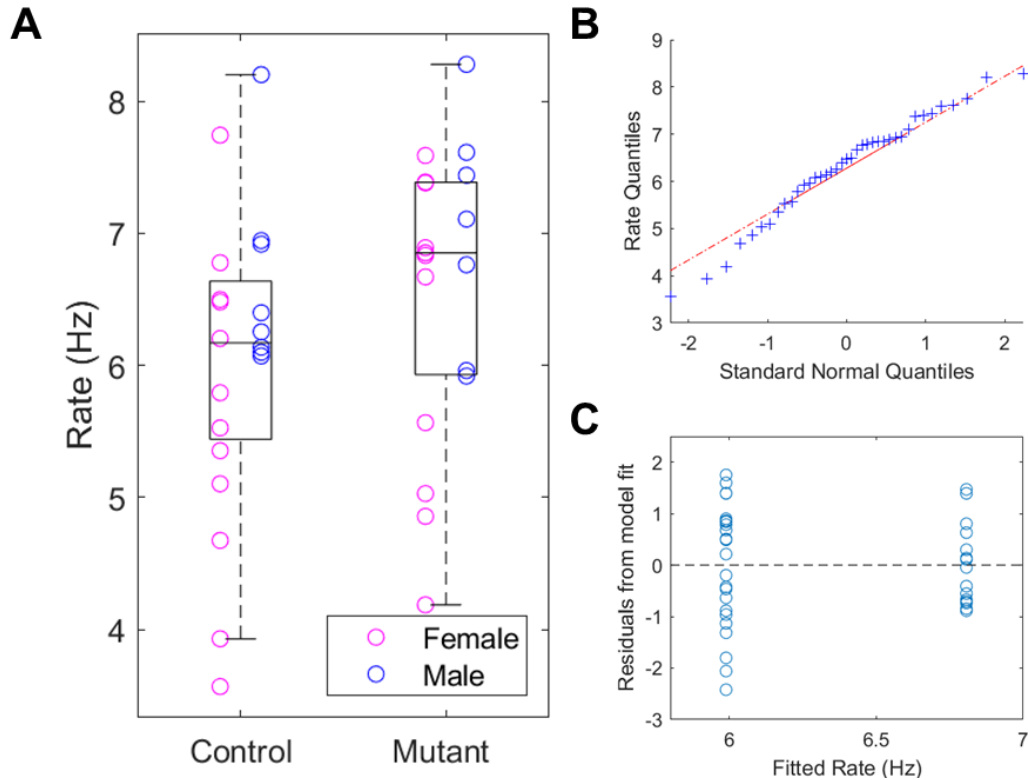 A
Rate (Hz)
8
7
6
5
4
Control
Mutant
Female
Male
B
Rate Quantiles
9
8
7
6
5
4
3
-2
-1
0
1
2
Standard Normal Quantiles
C
Residuals from model fit
2
1
0
-1
-2
-3
6
6.5
7
Fitted Rate (Hz)